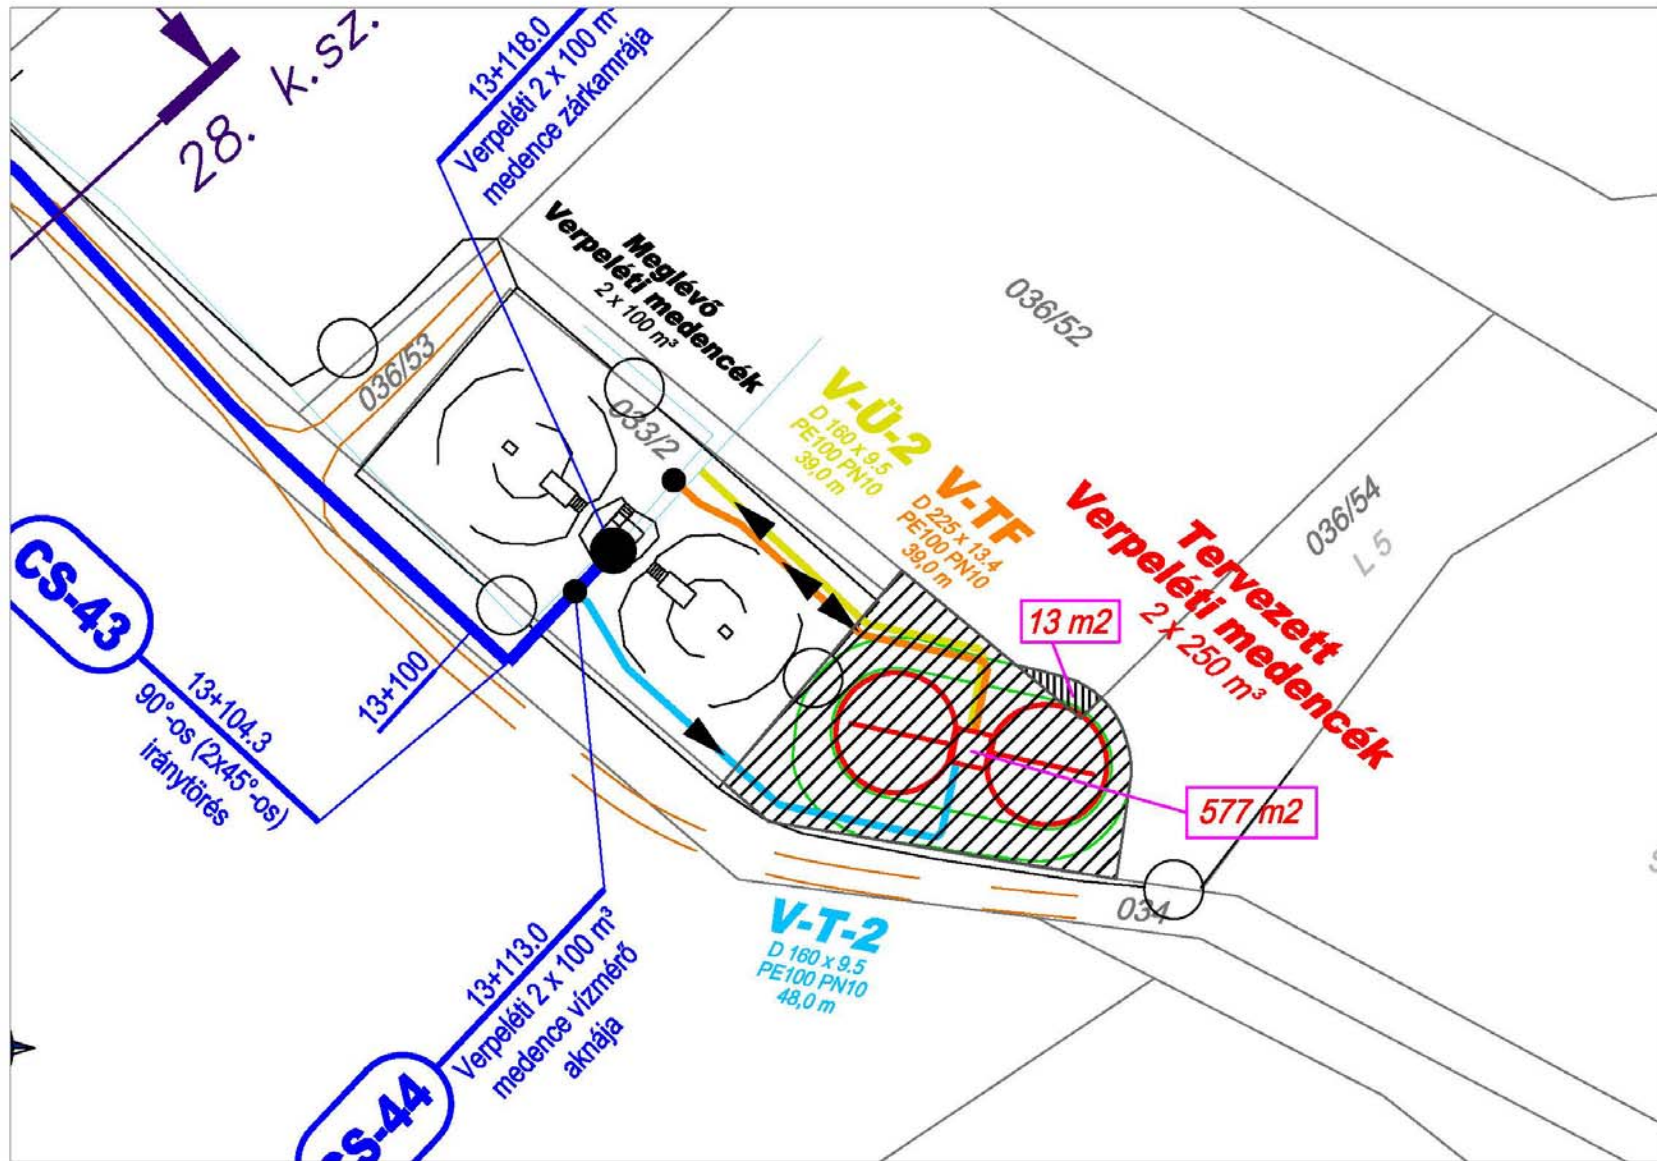 28. k.sz.
13+118.0
Verpeléti 2 x 100 m³
medence zárkamrája
Meglévő
Verpeléti medencék
2 x 100 m³
036/53
033/2
036/52
036/54
L 5
V-Ü-2
D 160 x 9.5
PE100 PN10
39,0 m
V-TF
D 225 x 13.4
PE100 PN10
39,0 m
Tervezett
Verpeléti medencék
2 x 250 m³
13 m2
577 m2
CS-43
13+104.3
90°-os (2x45°-os)
iránytörés
13+100
034
V-T-2
D 160 x 9.5
PE100 PN10
48,0 m
13+113.0
Verpeléti 2 x 100 m³
medence vízmérő
aknája
CS-44